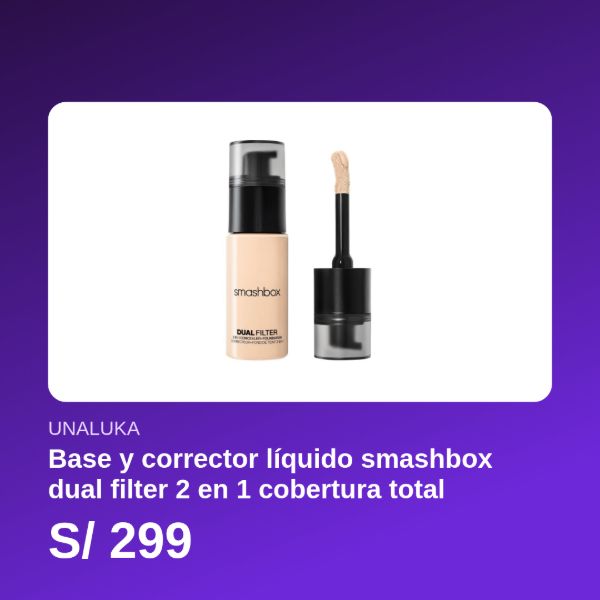 smashbox
DUAL FILTER
UNALUKA
Base y corrector líquido smashbox
dual filter 2 en 1 cobertura total
S/ 299